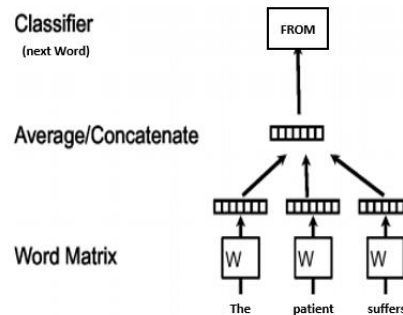 Classifier
(next Word)
FROM
Average/Concatenate
Word Matrix
W W W
The patient suffers